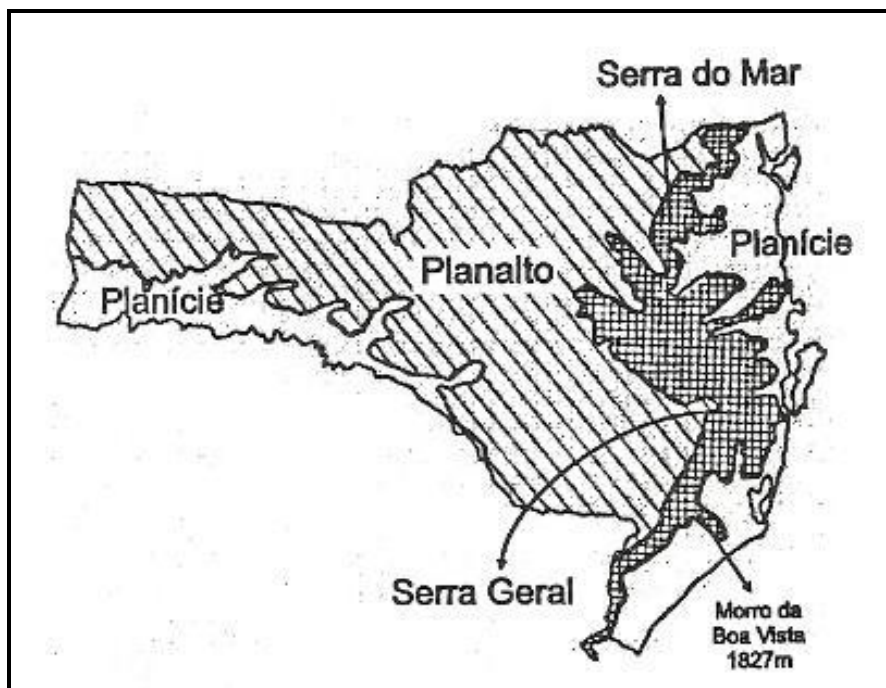 Serra do Mar
Planície
Planalto
Planície
Serra Geral
Morro da
Boa Vista
1827m